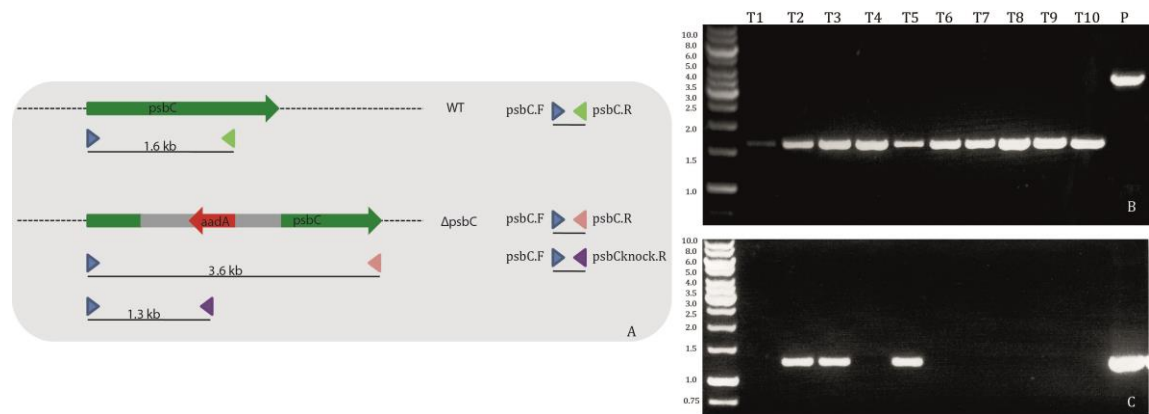 psbC
WT
psbC.F
psbC.R
1.6 kb
aadA
psbC
ΔpsbC
psbC.F
psbC.R
psbC.F
psbCknock.R
3.6 kb
1.3 kb
A
T1 T2 T3 T4 T5 T6 T7 T8 T9 T10 P
10.0
8.0
6.0
5.0
4.0
3.5
3.0
2.5
2.0
1.5
1.0
B
10.0
8.0
6.0
5.0
4.0
3.5
3.0
2.5
2.0
1.5
1.0
0.75
C